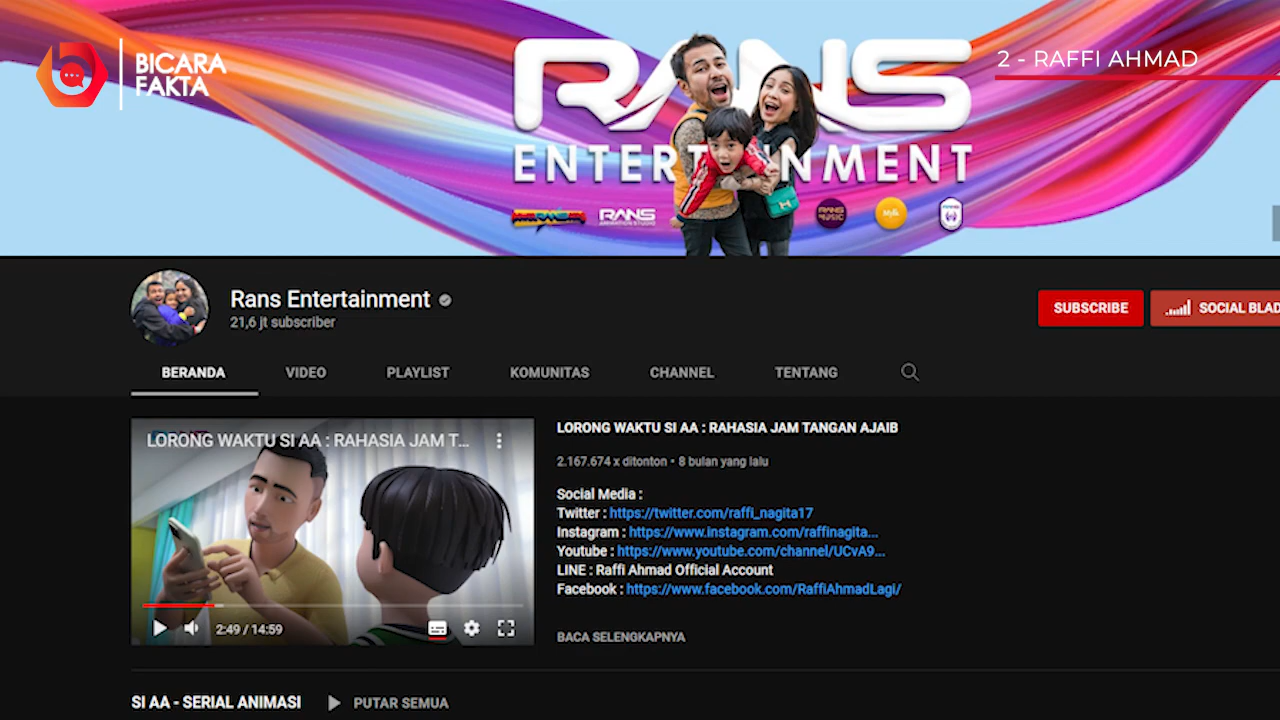 BICARA
FAKTA
2 - RAFFI AHMAD
RANS
ENTERTAINMENT
RANS
ANIMATION STUDIO
RANS
MUSIC
Rans Entertainment
21,6 jt subscriber
SUBSCRIBE
SOCIAL BLAD
BERANDA
VIDEO
PLAYLIST
KOMUNITAS
CHANNEL
TENTANG
LORONG WAKTU SI AA : RAHASIA JAM T...
2:49 / 14:59
LORONG WAKTU SI AA : RAHASIA JAM TANGAN AJAIB
2.167.674 x ditonton • 8 bulan yang lalu
Social Media :
Twitter : https://twitter.com/raffi_nagita17
Instagram : https://www.instagram.com/raffinagita...
Youtube : https://www.youtube.com/channel/UCvA9...
LINE : Raffi Ahmad Official Account
Facebook : https://www.facebook.com/RaffiAhmadLagi/
BACA SELENGKAPNYA
SI AA - SERIAL ANIMASI
PUTAR SEMUA